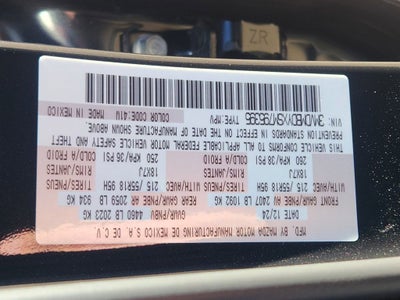 MFD. BY MAZDA MOTOR MANUFACTURING DE MEXICO S.A. DE C.V.
DATE: 12/24 GVWR/PNBV 4460 LB 2023 KG
FRONT GAWR/PNBE AV 2407 LB 1092 KG REAR GAWR/PNBE AR 2059 LB 934 KG
WITH/AVEC TIRES/PNEUS 215/55R18 95H WITH/AVEC TIRES/PNEUS 215/55R18 95H
RIMS/JANTES 18X7J RIMS/JANTES 18X7J
COLD/A FROID 260 KPA/38 PSI COLD/A FROID 250 KPA/36 PSI
THIS VEHICLE CONFORMS TO ALL APPLICABLE FEDERAL MOTOR VEHICLE SAFETY AND THEFT
PREVENTION STANDARDS IN EFFECT ON THE DATE OF MANUFACTURE SHOWN ABOVE.
VIN: TYPE:MPV COLOR CODE:41W MADE IN MEXICO
ZR